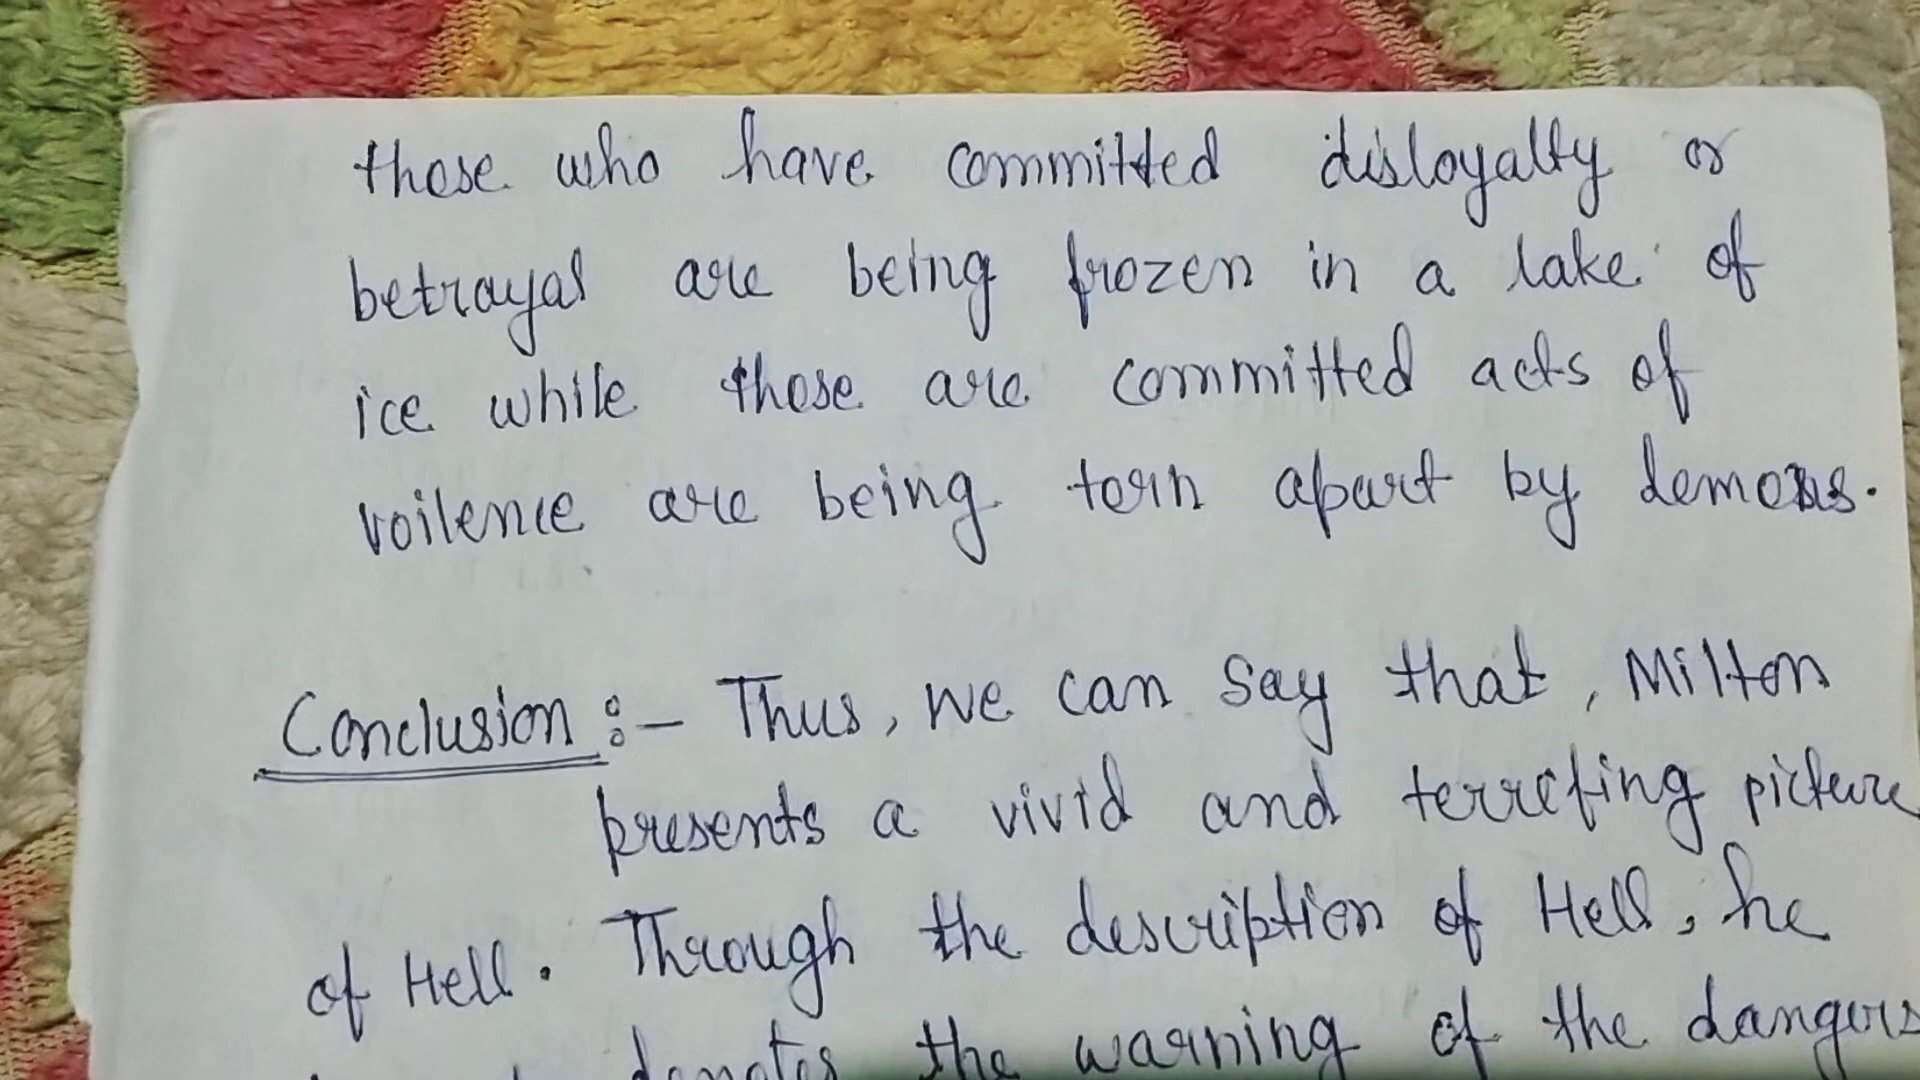 those who have committed disloyalty or
betrayal are being frozen in a lake of
ice while those are committed acts of
voilence are being torn apart by demons.
Conclusion :- Thus, we can say that, Milton
presents a vivid and terrefing picture
of Hell. Through the description of Hell, he
denotes the warning of the dangers